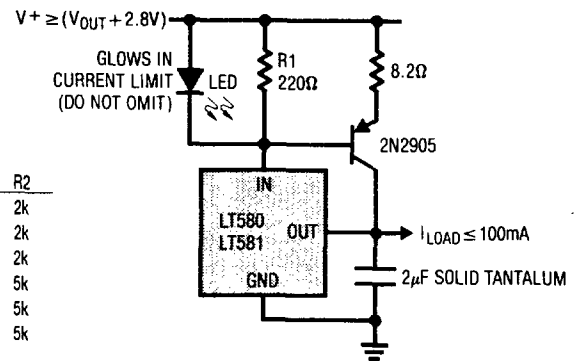 V+ ≥ (VOUT + 2.8V)
GLOWS IN
CURRENT LIMIT
(DO NOT OMIT)
LED
R1
220Ω
8.2Ω
2N2905
IN
LT580
LT581
OUT
GND
ILOAD ≤ 100mA
2μF SOLID TANTALUM
R2
2k
2k
2k
5k
5k
5k